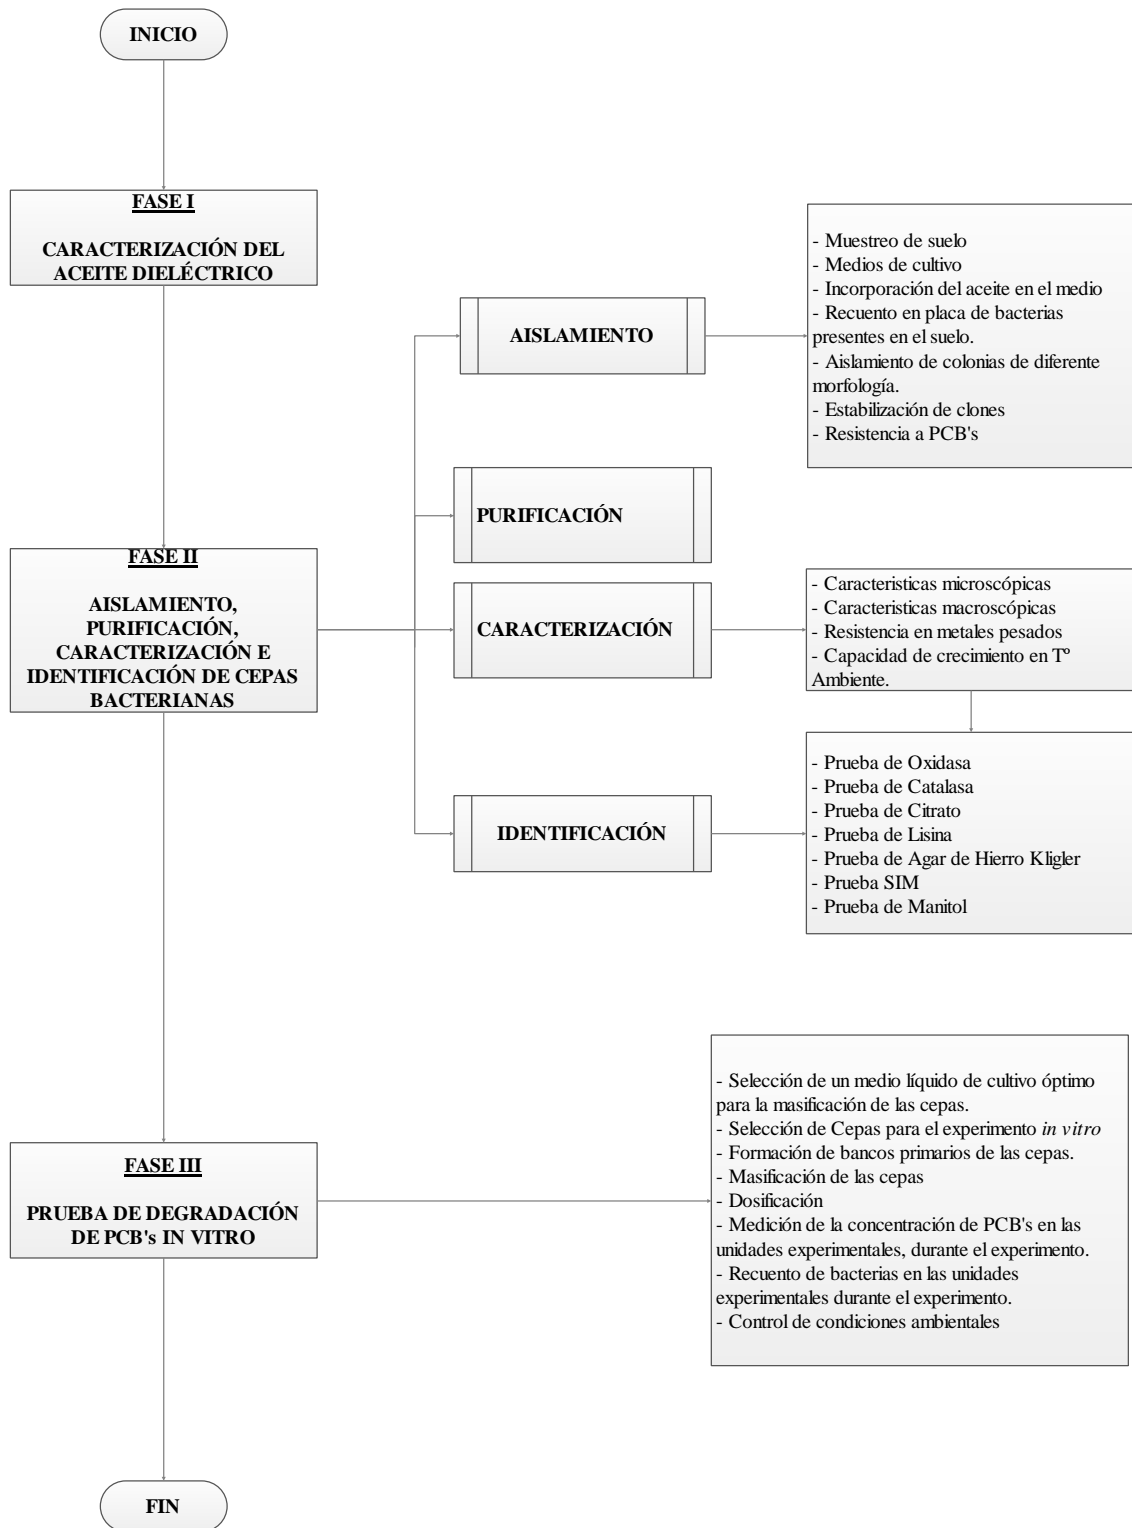 INICIO
FASE I
CARACTERIZACIÓN DEL
ACEITE DIELÉCTRICO
AISLAMIENTO
- Muestreo de suelo
- Medios de cultivo
- Incorporación del aceite en el medio
- Recuento en placa de bacterias
presentes en el suelo.
- Aislamiento de colonias de diferente
morfología.
- Estabilización de clones
- Resistencia a PCB's
PURIFICACIÓN
FASE II
AISLAMIENTO,
PURIFICACIÓN,
CARACTERIZACIÓN E
IDENTIFICACIÓN DE CEPAS
BACTERIANAS
CARACTERIZACIÓN
- Caracteristicas microscópicas
- Caracteristicas macroscópicas
- Resistencia en metales pesados
- Capacidad de crecimiento en Tº
Ambiente.
IDENTIFICACIÓN
- Prueba de Oxidasa
- Prueba de Catalasa
- Prueba de Citrato
- Prueba de Lisina
- Prueba de Agar de Hierro Kligler
- Prueba SIM
- Prueba de Manitol
FASE III
PRUEBA DE DEGRADACIÓN
DE PCB's IN VITRO
- Selección de un medio líquido de cultivo óptimo
para la masificación de las cepas.
- Selección de Cepas para el experimento in vitro
- Formación de bancos primarios de las cepas.
- Masificación de las cepas
- Dosificación
- Medición de la concentración de PCB's en las
unidades experimentales, durante el experimento.
- Recuento de bacterias en las unidades
experimentales durante el experimento.
- Control de condiciones ambientales
FIN